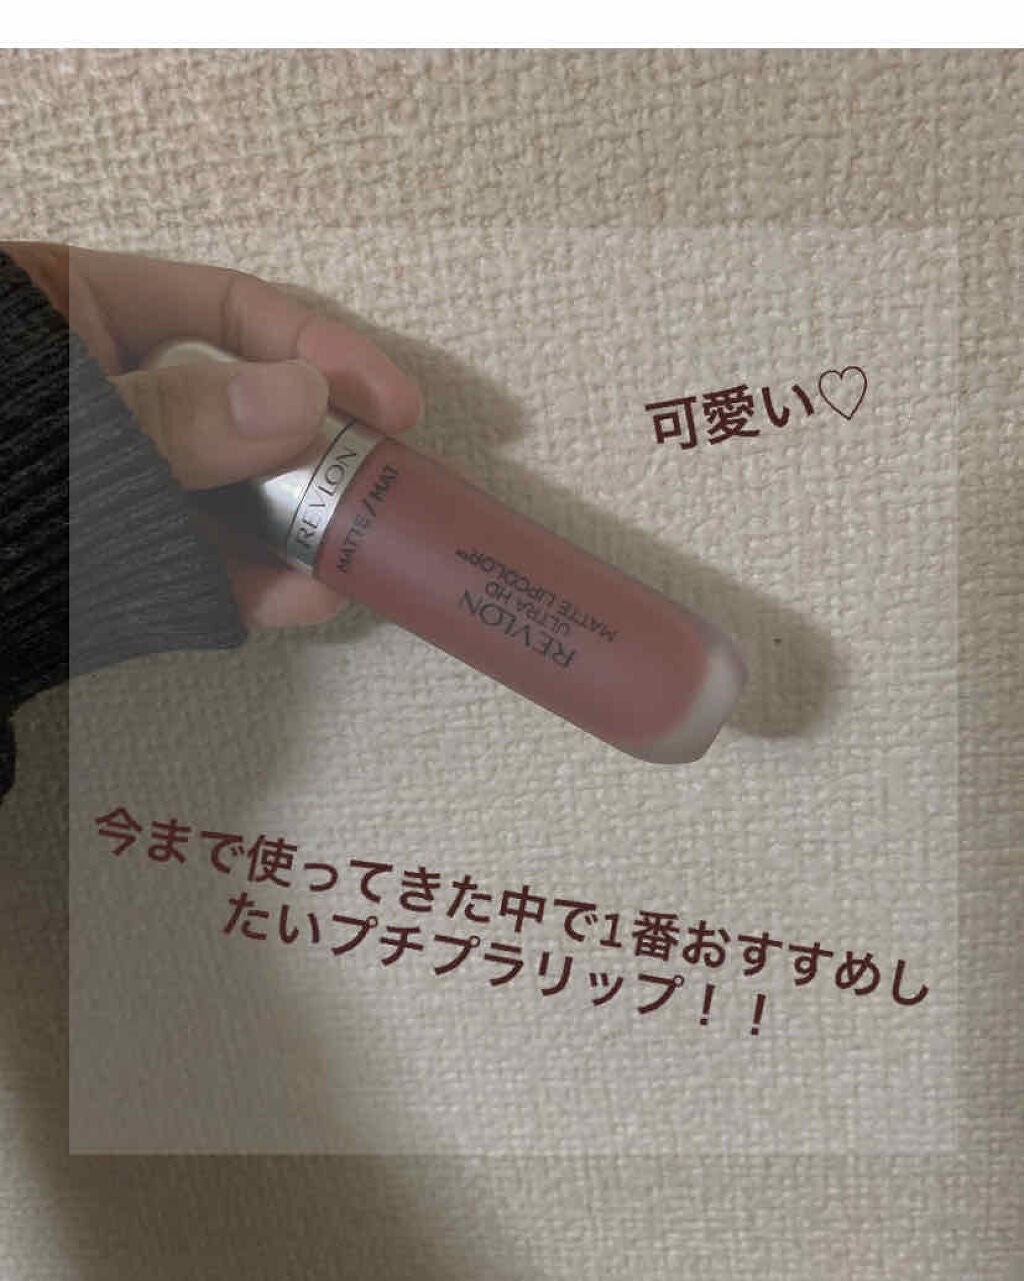 可愛い♡
REVLON
MATTE/MAT
REVLON
ULTRA HD
MATTE LIPCOLOR™
今まで使ってきた中で1番おすすめし
たいプチプラリップ！！